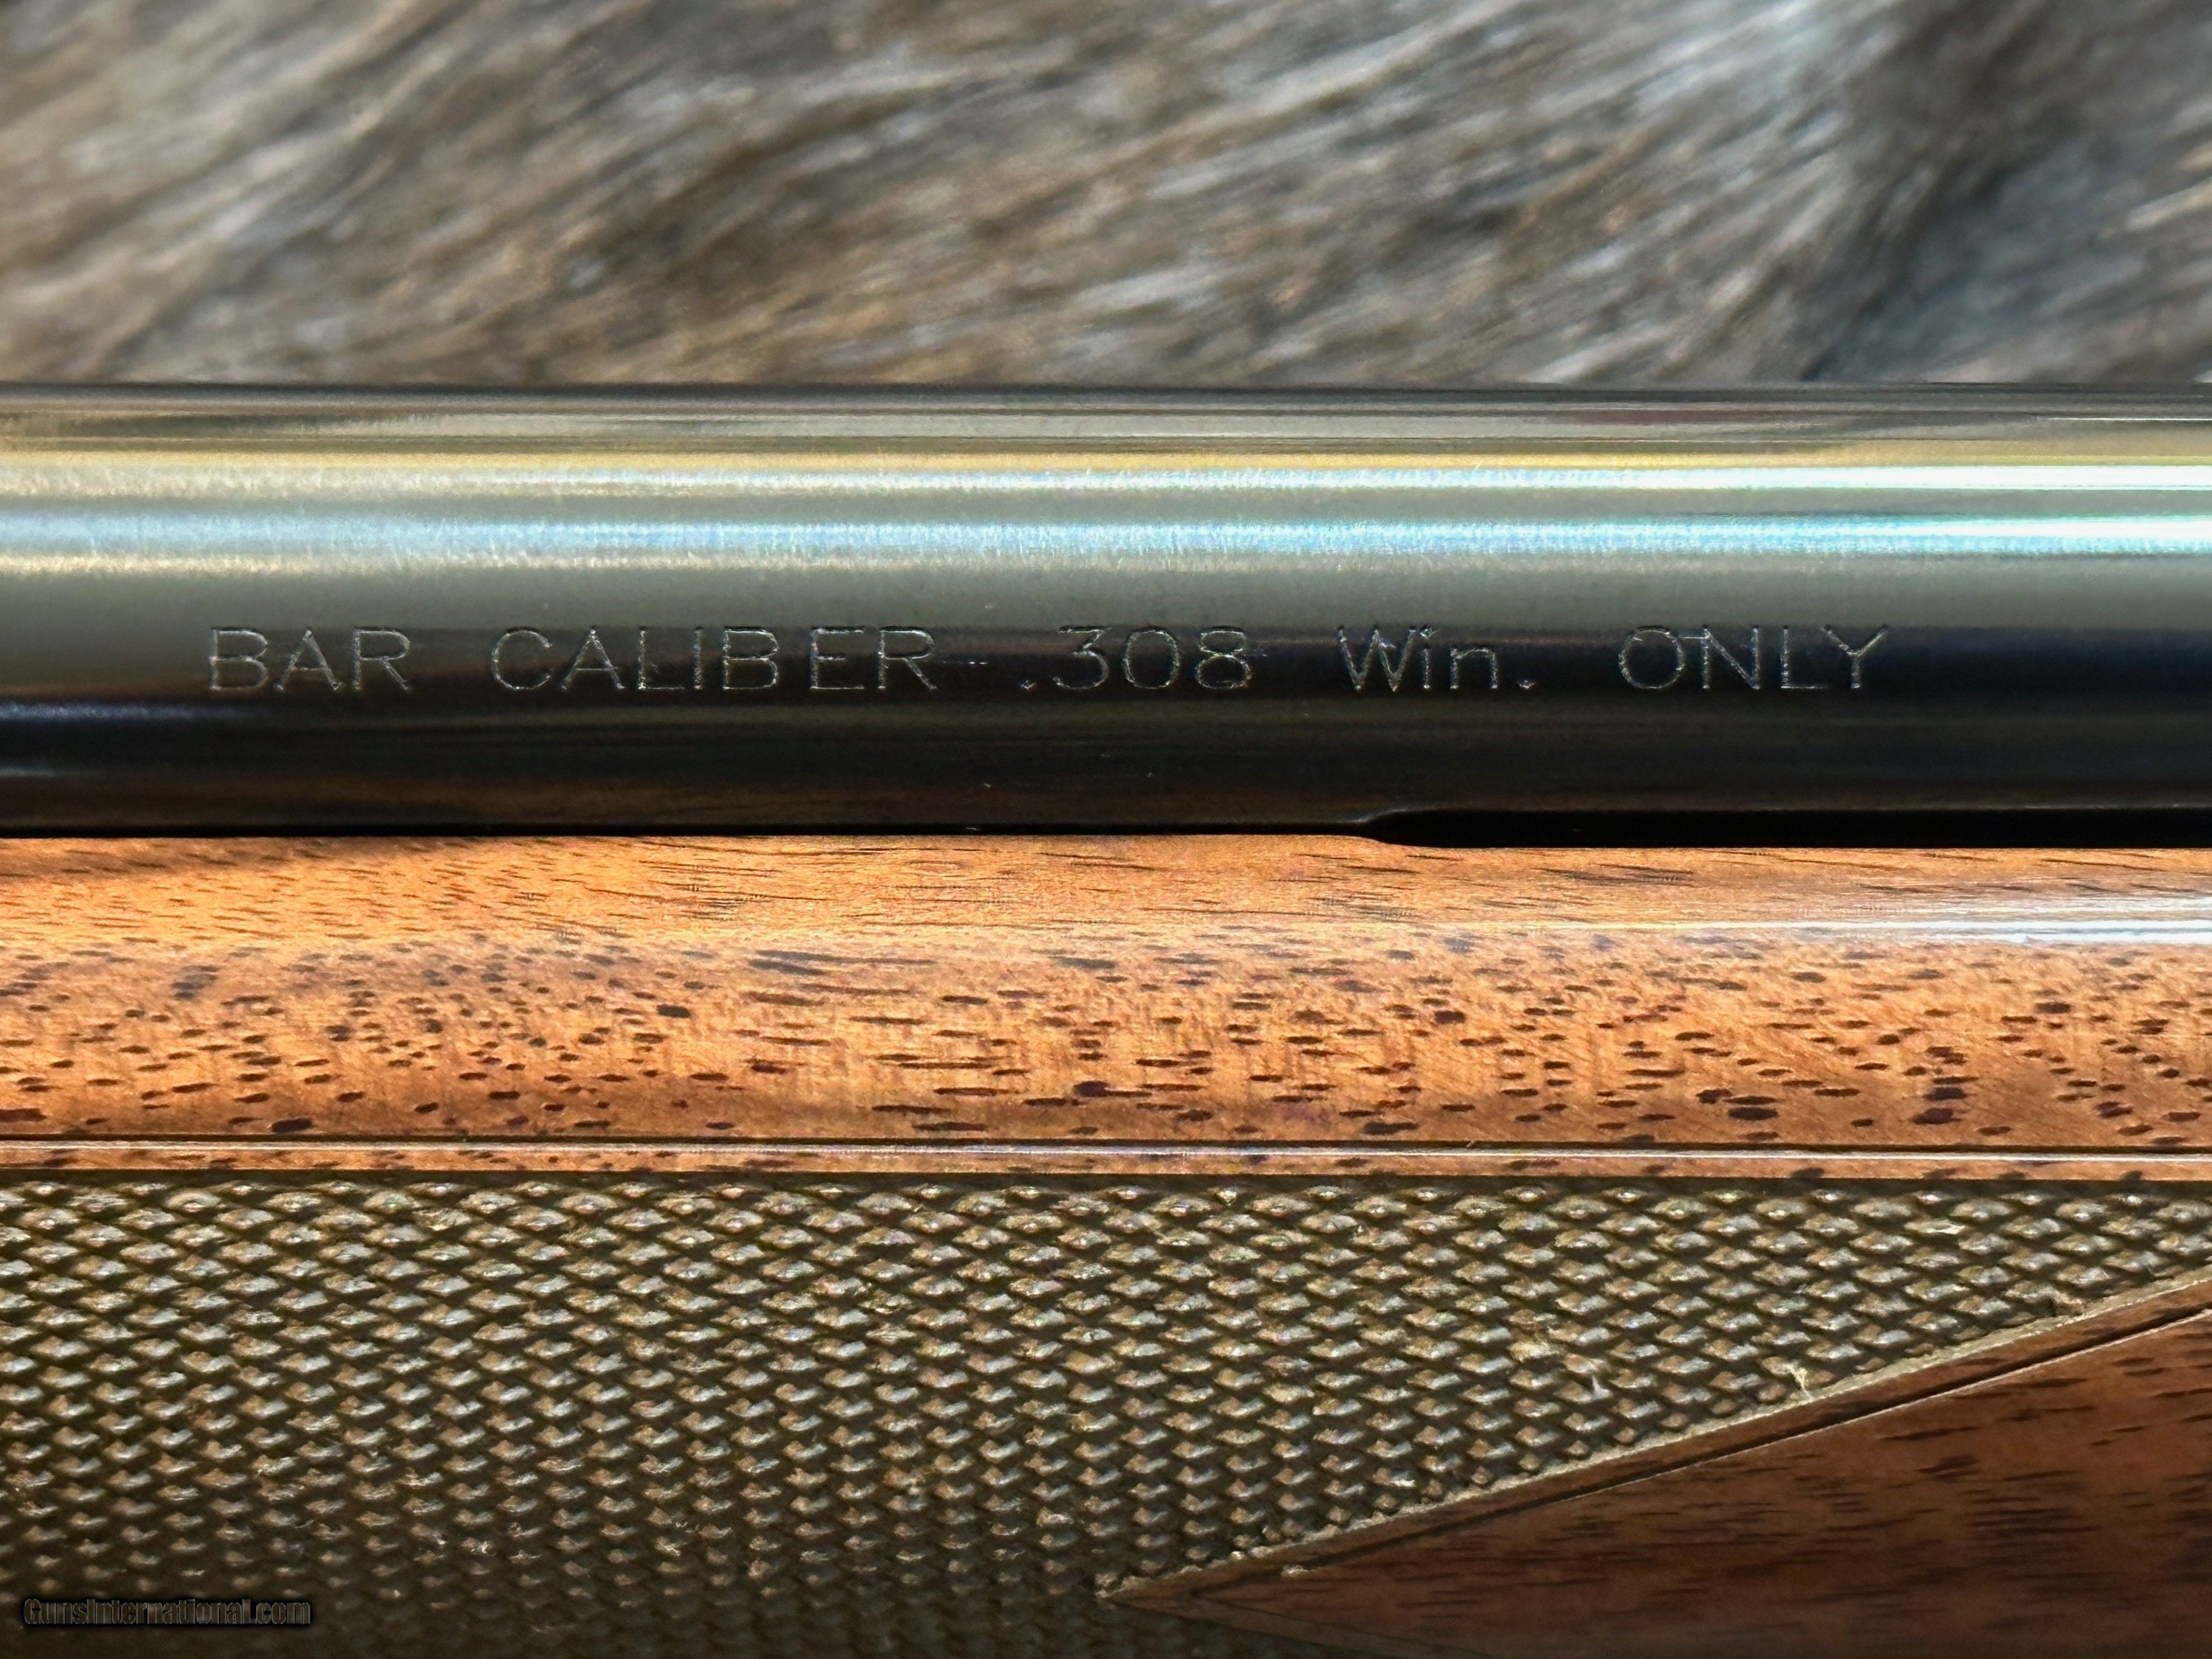 BAR CALIBER .308 Win. ONLY
GunsInternational.com